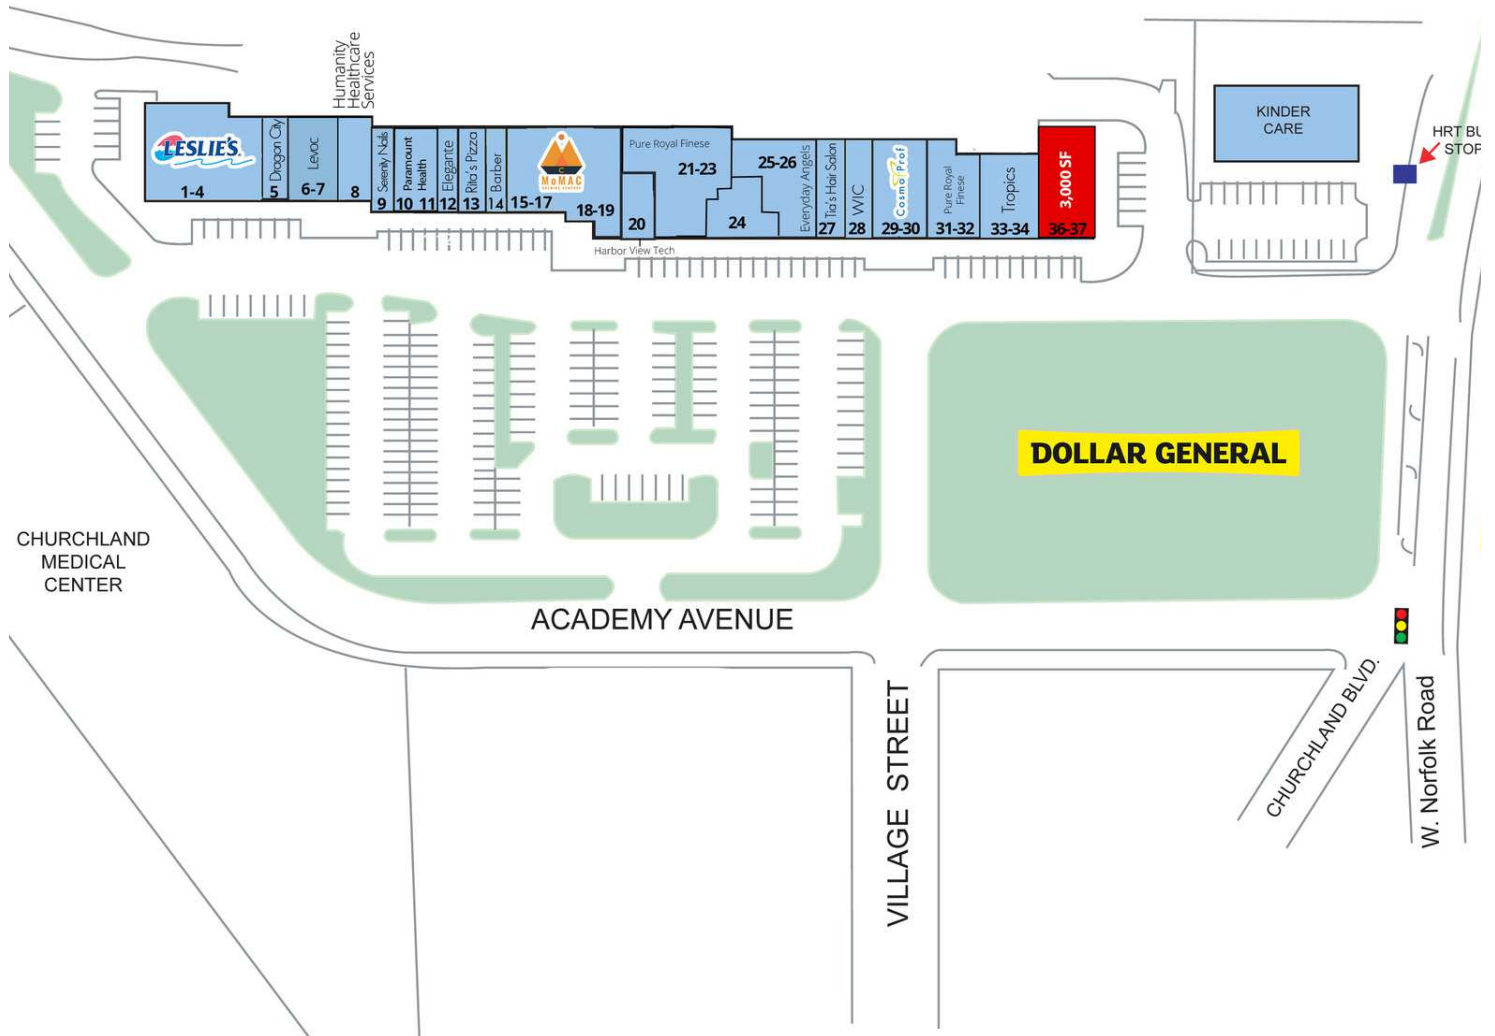 Humanity
Healthcare
Services
LESLIE'S
1-4
Dragon City
5
Levac
6-7
8
Serenity Nails
9
Paramount
Health
10 11
Elegante
12
Rita's Pizza
13
Barber
14
MoMAC
15-17
18-19
Pure Royal Finese
21-23
20
Harbor View Tech
24
25-26
Everyday Angels
Tia's Hair Salon
27
WIC
28
CosmoProf
29-30
Pure Royal
Finese
31-32
Tropics
33-34
3,000 SF
36-37
KINDER
CARE
HRT BU
STOP
DOLLAR GENERAL
CHURCHLAND
MEDICAL
CENTER
ACADEMY AVENUE
VILLAGE STREET
CHURCHLAND BLVD.
W. Norfolk Road